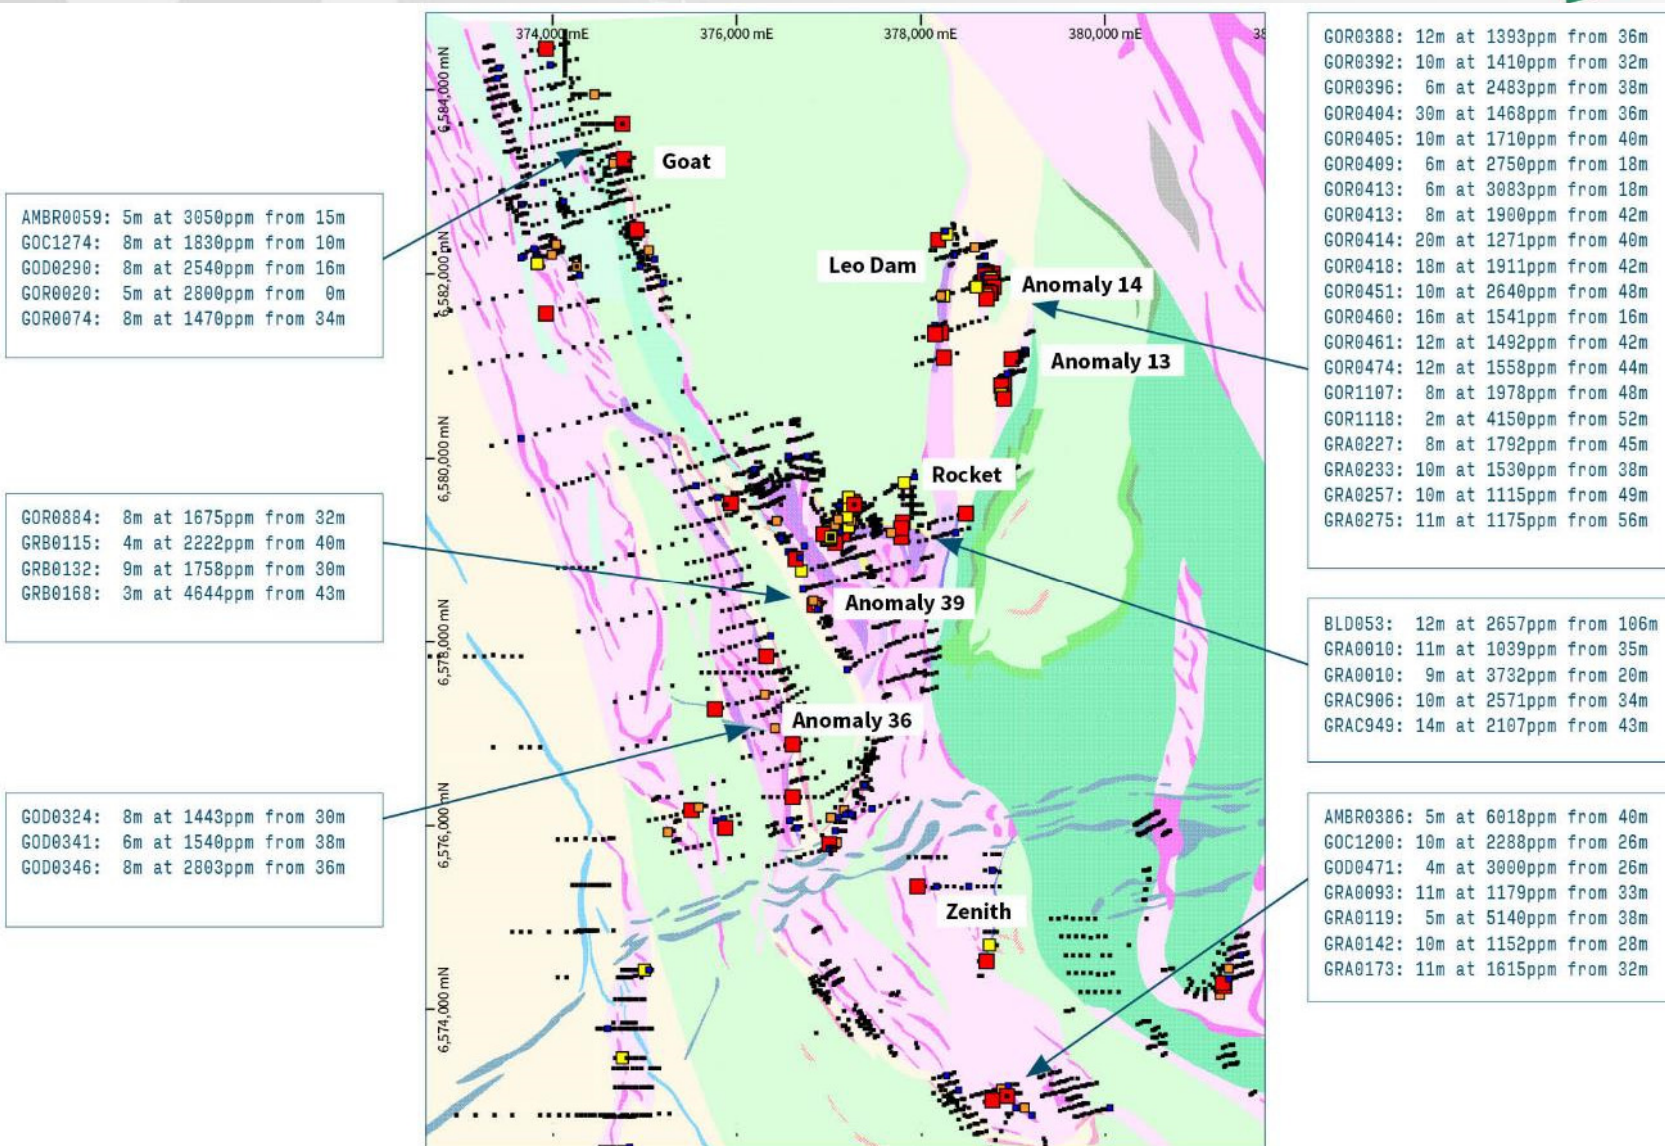 374,000 mE 376,000 mE 378,000 mE 380,000 mE 38
6,584,000 mN
6,582,000 mN
6,580,000 mN
6,578,000 mN
6,576,000 mN
6,574,000 mN
AMBR0059: 5m at 3050ppm from 15m
GOC1274: 8m at 1830ppm from 10m
GOD0290: 8m at 2540ppm from 16m
GOR0020: 5m at 2800ppm from 0m
GOR0074: 8m at 1470ppm from 34m
GOR0884: 8m at 1675ppm from 32m
GRB0115: 4m at 2222ppm from 40m
GRB0132: 9m at 1758ppm from 30m
GRB0168: 3m at 4644ppm from 43m
GOD0324: 8m at 1443ppm from 30m
GOD0341: 6m at 1540ppm from 38m
GOD0346: 8m at 2803ppm from 36m
Goat
Leo Dam
Anomaly 14
Anomaly 13
Rocket
Anomaly 39
Anomaly 36
Zenith
GOR0388: 12m at 1393ppm from 36m
GOR0392: 10m at 1410ppm from 32m
GOR0396: 6m at 2483ppm from 38m
GOR0404: 30m at 1468ppm from 36m
GOR0405: 10m at 1710ppm from 40m
GOR0409: 6m at 2750ppm from 18m
GOR0413: 6m at 3083ppm from 18m
GOR0413: 8m at 1900ppm from 42m
GOR0414: 20m at 1271ppm from 40m
GOR0418: 18m at 1911ppm from 42m
GOR0451: 10m at 2640ppm from 48m
GOR0460: 16m at 1541ppm from 16m
GOR0461: 12m at 1492ppm from 42m
GOR0474: 12m at 1558ppm from 44m
GOR1107: 8m at 1978ppm from 48m
GOR1118: 2m at 4150ppm from 52m
GRA0227: 8m at 1792ppm from 45m
GRA0233: 10m at 1530ppm from 38m
GRA0257: 10m at 1115ppm from 49m
GRA0275: 11m at 1175ppm from 56m
BLD053: 12m at 2657ppm from 106m
GRA0010: 11m at 1039ppm from 35m
GRA0010: 9m at 3732ppm from 20m
GRAC906: 10m at 2571ppm from 34m
GRAC949: 14m at 2107ppm from 43m
AMBR0386: 5m at 6018ppm from 40m
GOC1200: 10m at 2288ppm from 26m
GOD0471: 4m at 3000ppm from 26m
GRA0093: 11m at 1179ppm from 33m
GRA0119: 5m at 5140ppm from 38m
GRA0142: 10m at 1152ppm from 28m
GRA0173: 11m at 1615ppm from 32m